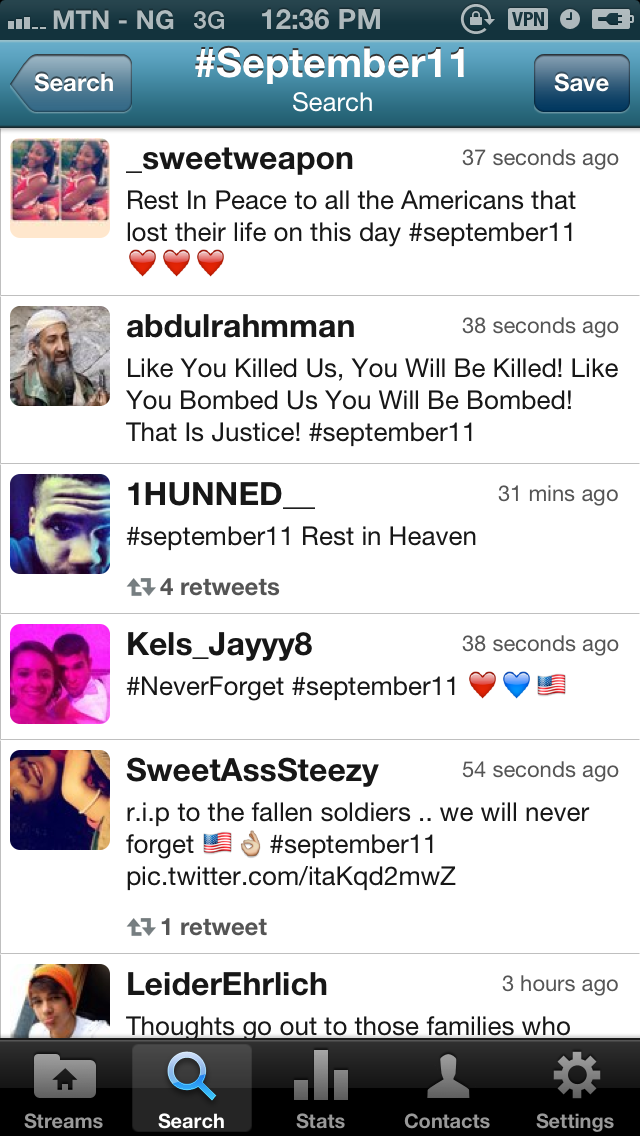 MTN - NG 3G 12:36 PM VPN
Search
#September11
Search
Save
_sweetweapon 37 seconds ago
Rest In Peace to all the Americans that
lost their life on this day #september11
❤️❤️❤️
abdulrahmman 38 seconds ago
Like You Killed Us, You Will Be Killed! Like
You Bombed Us You Will Be Bombed!
That Is Justice! #september11
1HUNNED__ 31 mins ago
#september11 Rest in Heaven
4 retweets
Kels_Jayyy8 38 seconds ago
#NeverForget #september11 ❤️💙🇺🇸
SweetAssSteezy 54 seconds ago
r.i.p to the fallen soldiers .. we will never
forget 🇺🇸👌🏼 #september11
pic.twitter.com/itaKqd2mwZ
1 retweet
LeiderEhrlich 3 hours ago
Thoughts go out to those families who
Streams Search Stats Contacts Settings